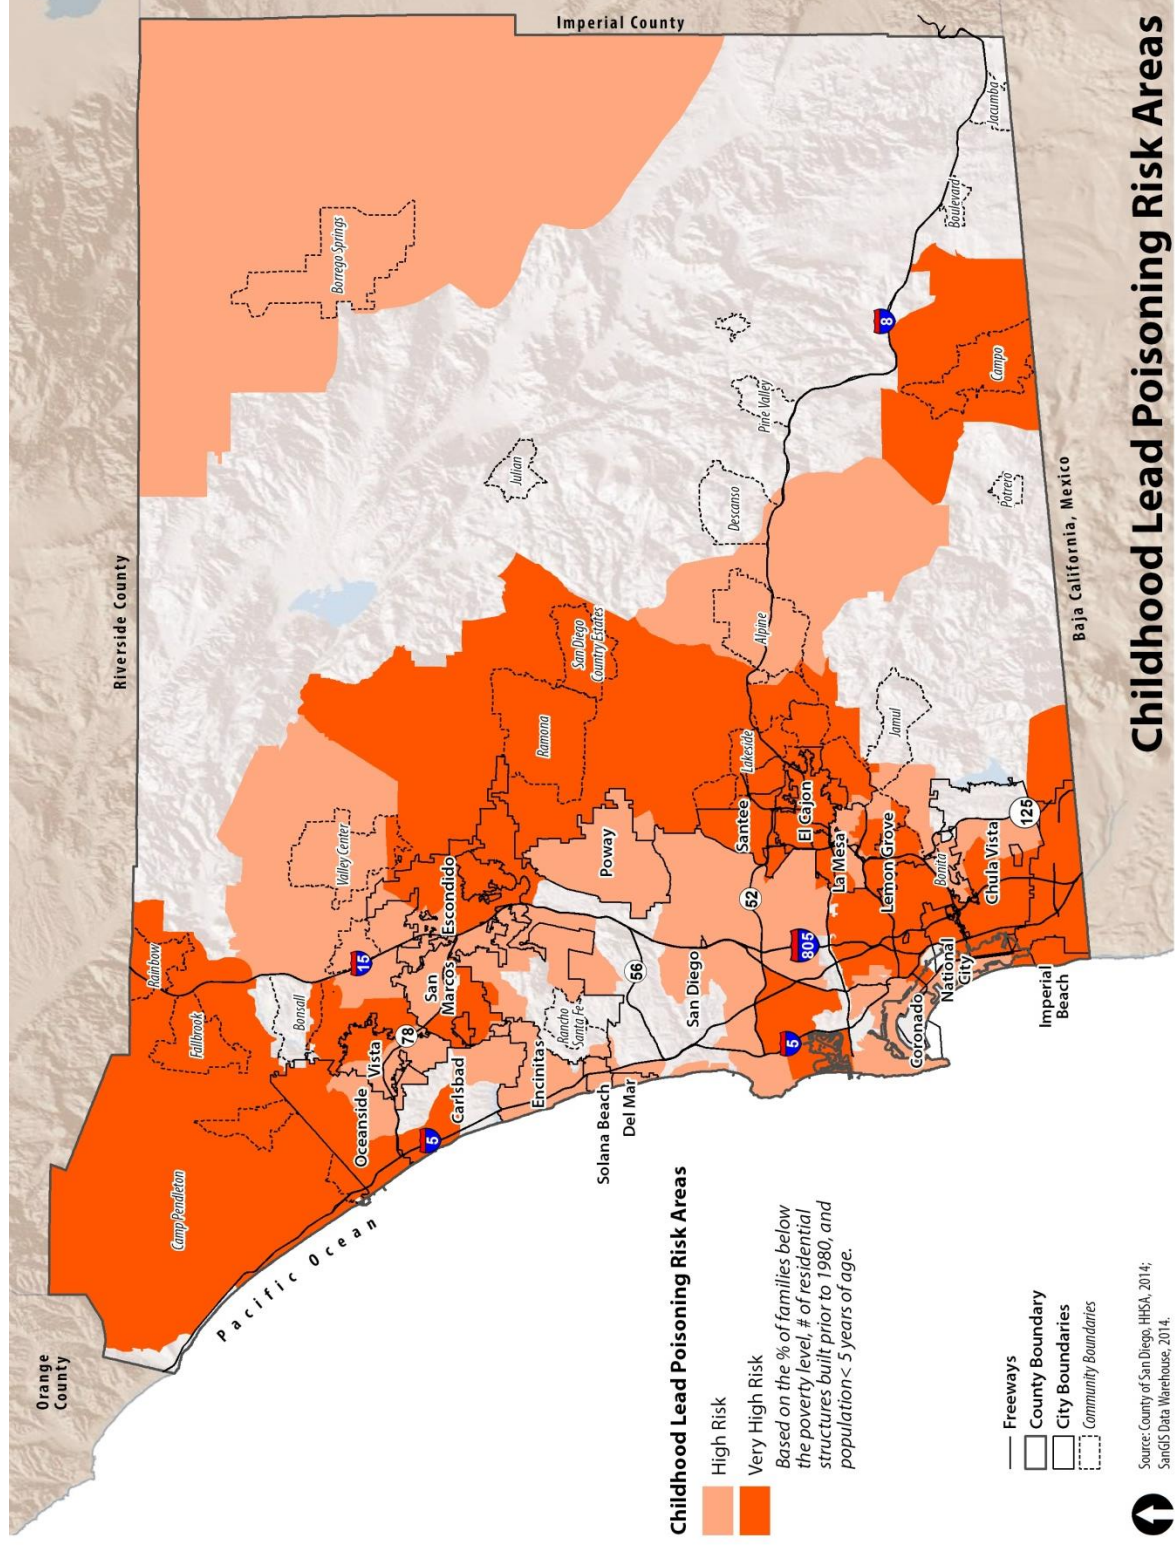 Childhood Lead Poisoning Risk Areas
Orange
County
Riverside County
Imperial County
Baja California, Mexico
Pacific Ocean
Camp Pendleton
Fallbrook
Rainbow
Bonsall
Valley Center
Borrego Springs
Julian
Ramona
San Diego
Country Estates
Descanso
Pine Valley
Alpine
Lakeside
Jamul
Potrero
Campo
Boulevard
Jacumba
Bonita
Rancho
Santa Fe
Oceanside
Vista
San
Marcos
Escondido
Carlsbad
Encinitas
Solana Beach
Del Mar
Poway
San Diego
Santee
El Cajon
La Mesa
Lemon Grove
Coronado
National
City
Chula Vista
Imperial
Beach
15
78
5
56
52
805
5
8
125
Childhood Lead Poisoning Risk Areas
High Risk
Very High Risk
Based on the % of families below
the poverty level, # of residential
structures built prior to 1980, and
population< 5 years of age.
Freeways
County Boundary
City Boundaries
Community Boundaries
Source: County of San Diego, HHSA, 2014;
SanGIS Data Warehouse, 2014.